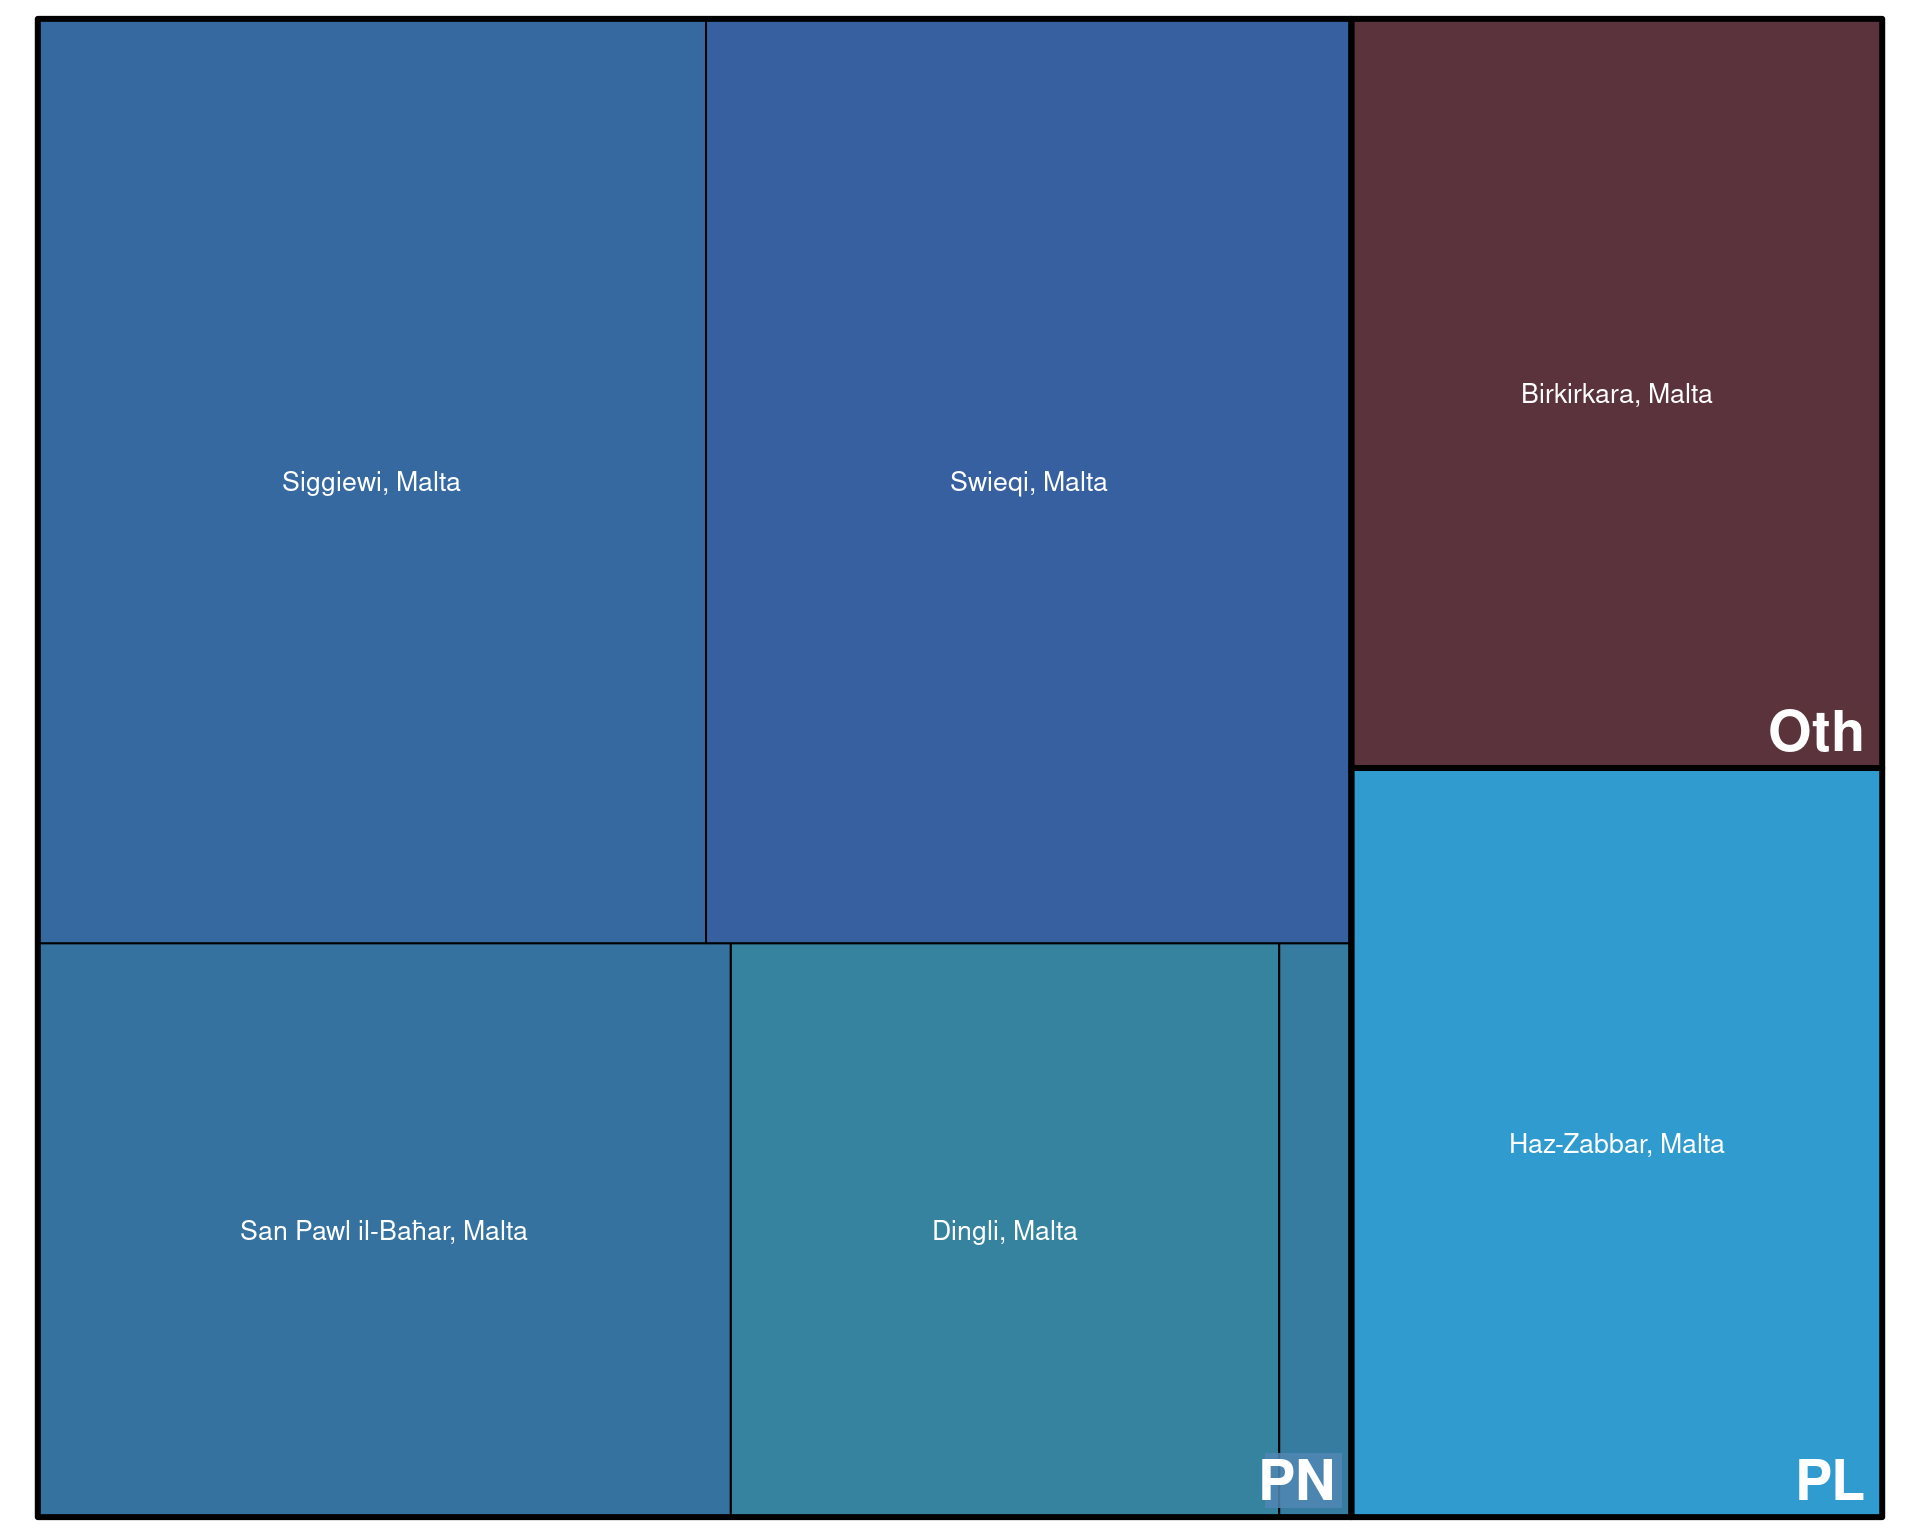 Siggiewi, Malta
Swieqi, Malta
Birkirkara, Malta
Oth
San Pawl il-Baħar, Malta
Dingli, Malta
PN
Haz-Zabbar, Malta
PL